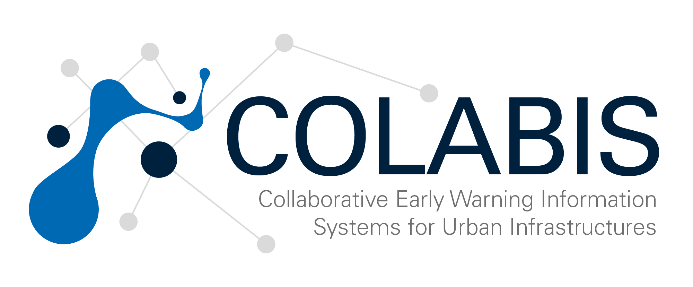 COLABIS
Collaborative Early Warning Information
Systems for Urban Infrastructures